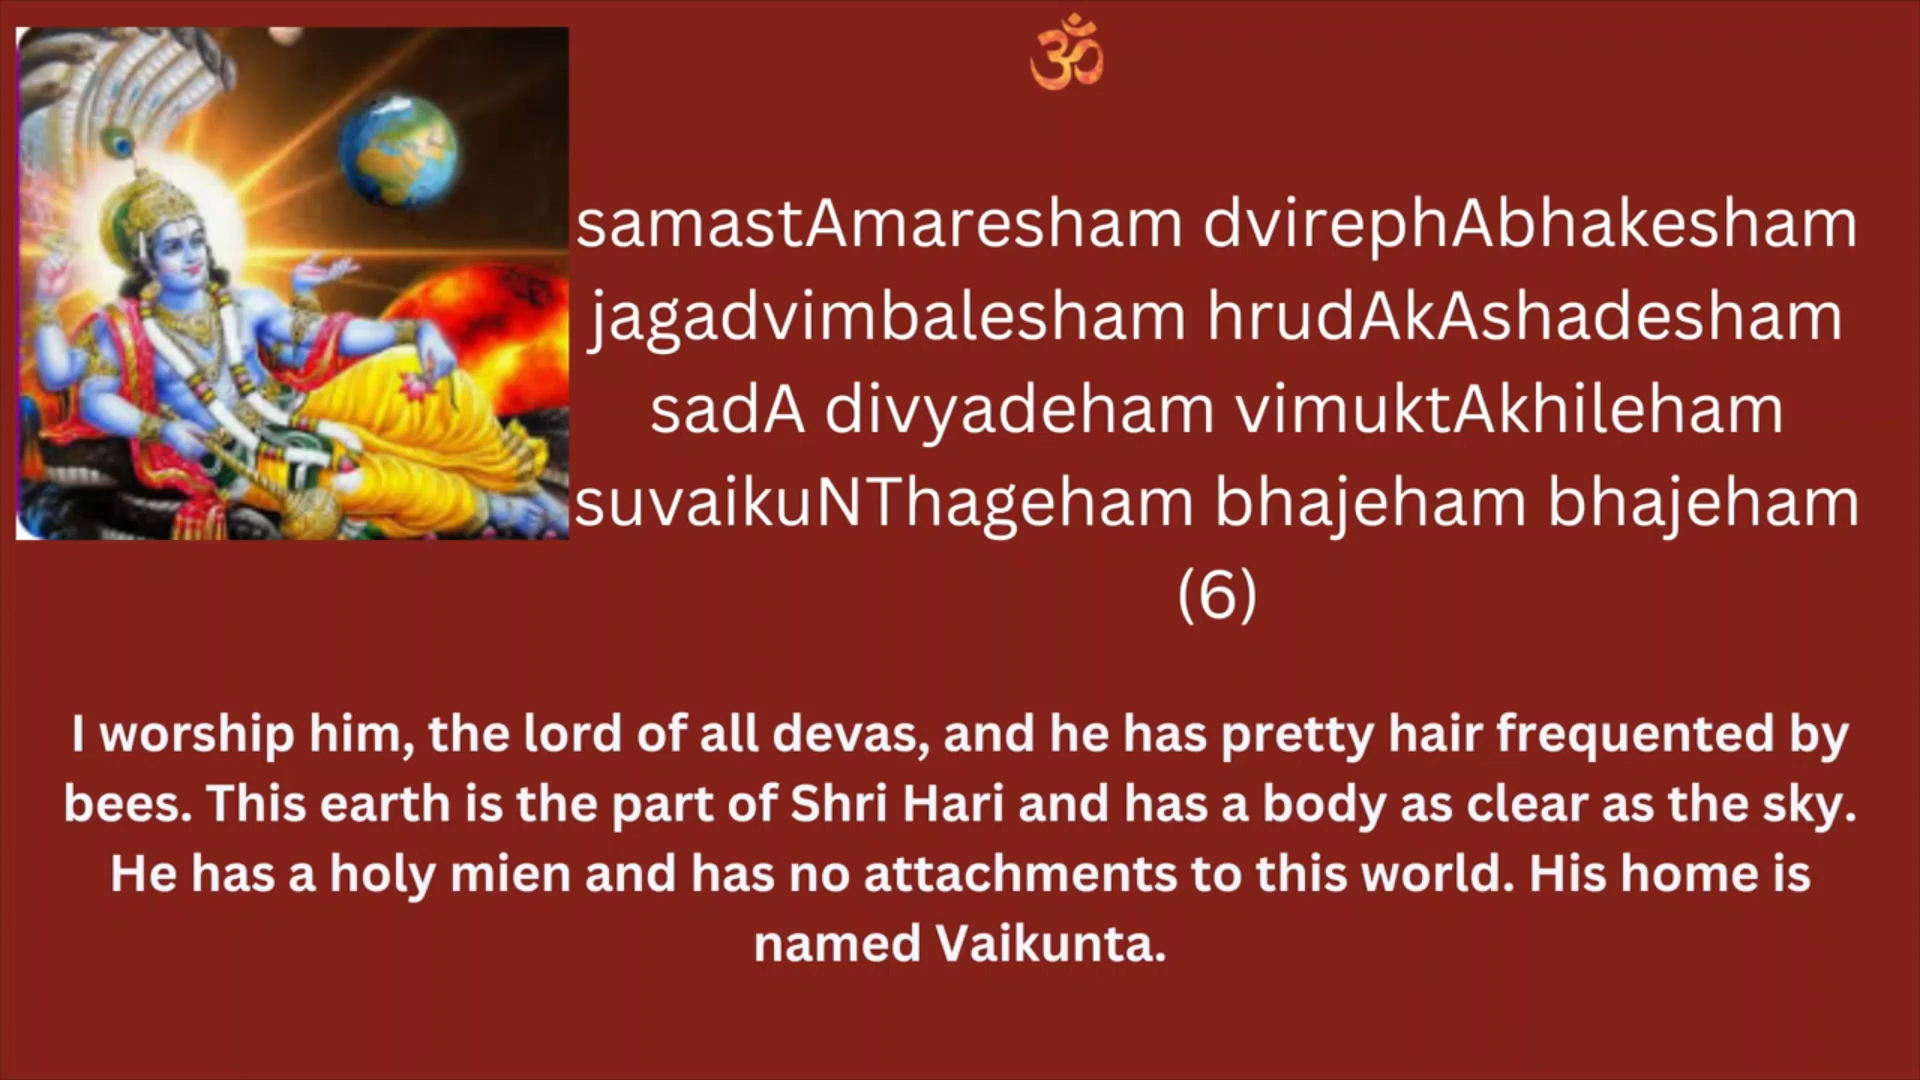 ॐ
samastAmaresham dvirephAbhakesham
jagadvimbalesham hrudAkAshadesham
sadA divyadeham vimuktAkhileham
suvaikuNThageham bhajeham bhajeham
(6)
I worship him, the lord of all devas, and he has pretty hair frequented by
bees. This earth is the part of Shri Hari and has a body as clear as the sky.
He has a holy mien and has no attachments to this world. His home is
named Vaikunta.